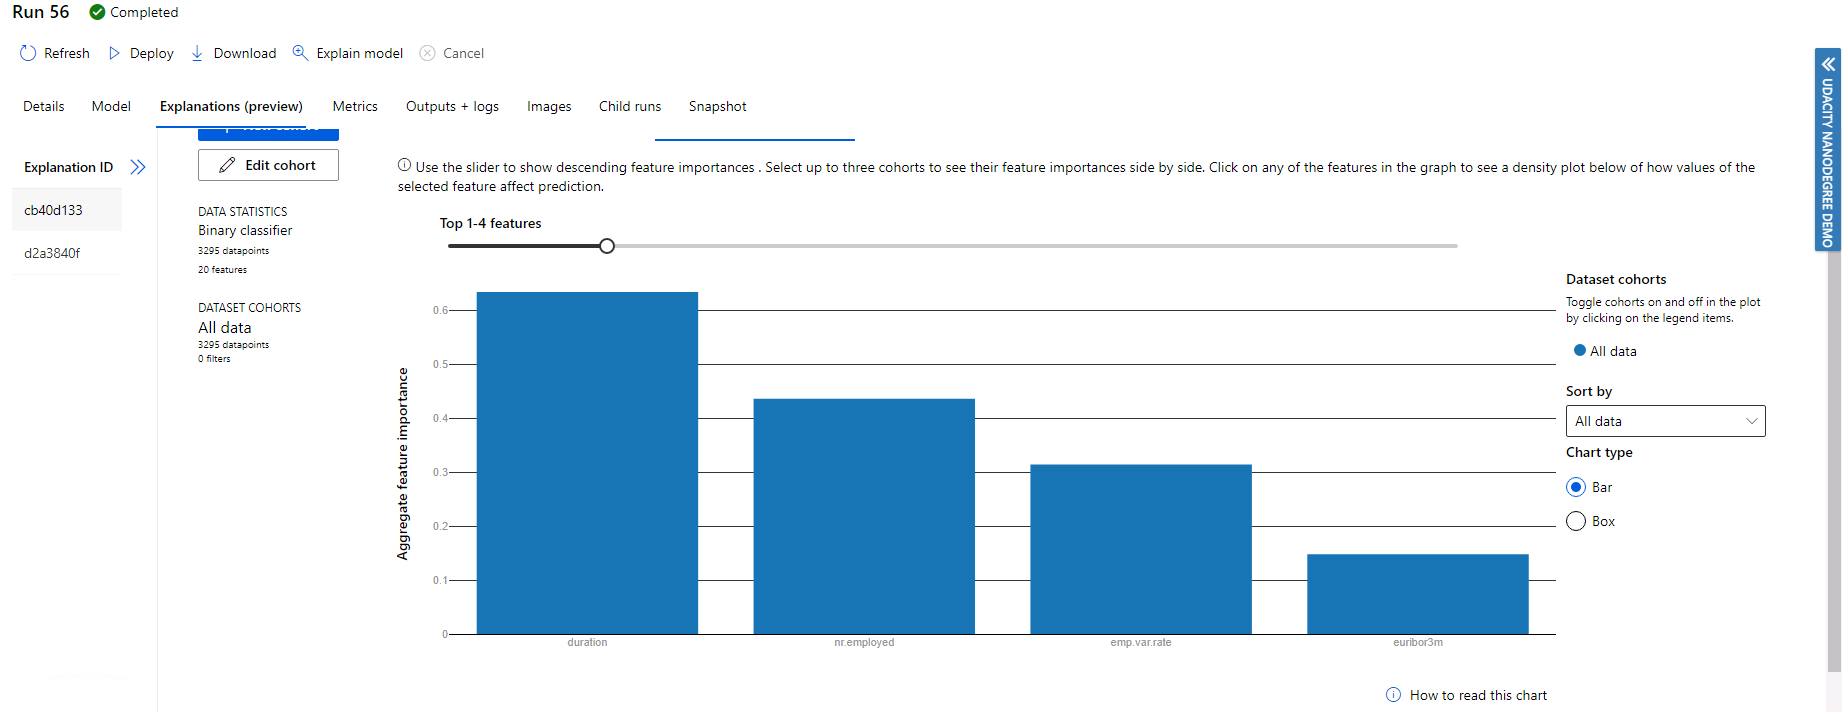 Run 56 Completed
Refresh Deploy Download Explain model Cancel
Details Model Explanations (preview) Metrics Outputs + logs Images Child runs Snapshot
Explanation ID
cb40d133
d2a3840f
Edit cohort
DATA STATISTICS
Binary classifier
3295 datapoints
20 features
DATASET COHORTS
All data
3295 datapoints
0 filters
Use the slider to show descending feature importances . Select up to three cohorts to see their feature importances side by side. Click on any of the features in the graph to see a density plot below of how values of the
selected feature affect prediction.
Top 1-4 features
Aggregate feature importance
0.6
0.5
0.4
0.3
0.2
0.1
0
duration nr.employed emp.var.rate euribor3m
Dataset cohorts
Toggle cohorts on and off in the plot
by clicking on the legend items.
All data
Sort by
All data
Chart type
Bar
Box
How to read this chart
UDACITY NANODEGREE DEMO